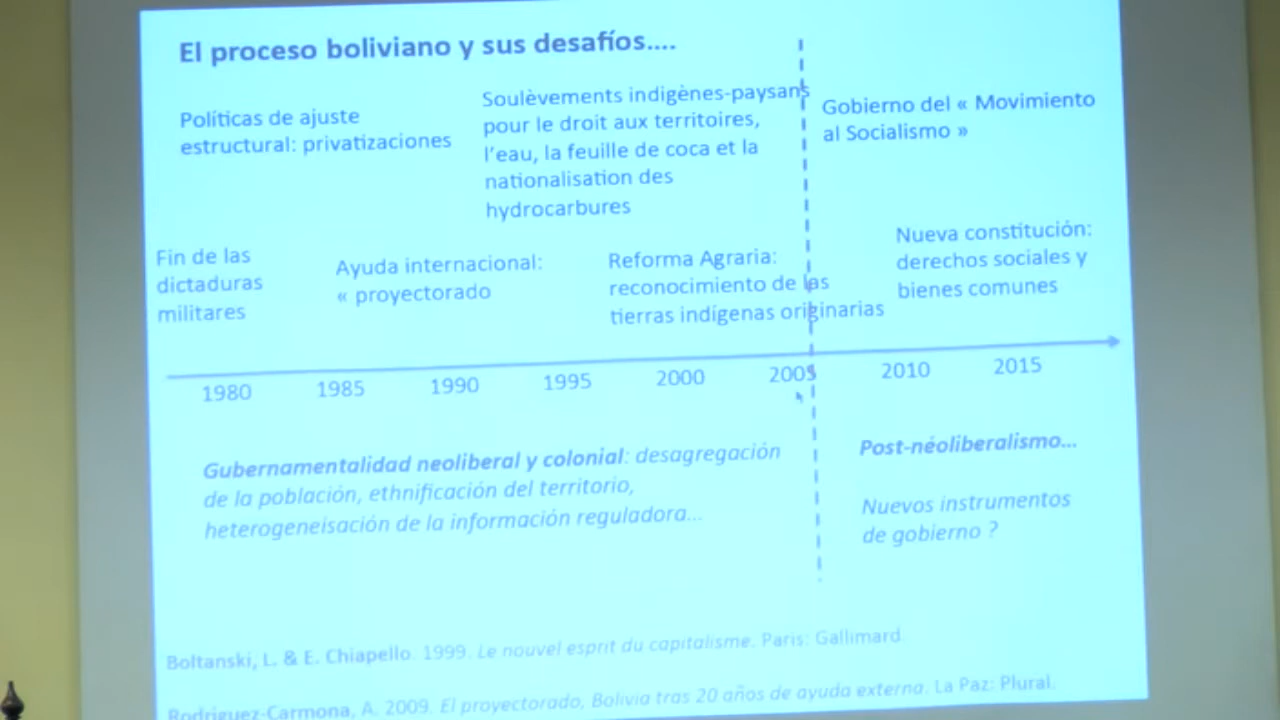 El proceso boliviano y sus desafíos....
Políticas de ajuste
estructural: privatizaciones
Soulèvements indigènes-paysans
pour le droit aux territoires,
l'eau, la feuille de coca et la
nationalisation des
hydrocarbures
Gobierno del « Movimiento
al Socialismo »
Fin de las
dictaduras
militares
Ayuda internacional:
« proyectorado
Reforma Agraria:
reconocimiento de las
tierras indígenas originarias
Nueva constitución:
derechos sociales y
bienes comunes
1980 1985 1990 1995 2000 2005 2010 2015
Gubernamentalidad neoliberal y colonial: desagregación
de la población, ethnificación del territorio,
heterogeneisación de la información reguladora...
Post-néoliberalismo...
Nuevos instrumentos
de gobierno ?
Boltanski, L. & E. Chiapello. 1999. Le nouvel esprit du capitalisme. Paris: Gallimard.
Rodriguez-Carmona, A. 2009. El proyectorado, Bolivia tras 20 años de ayuda externa. La Paz: Plural.